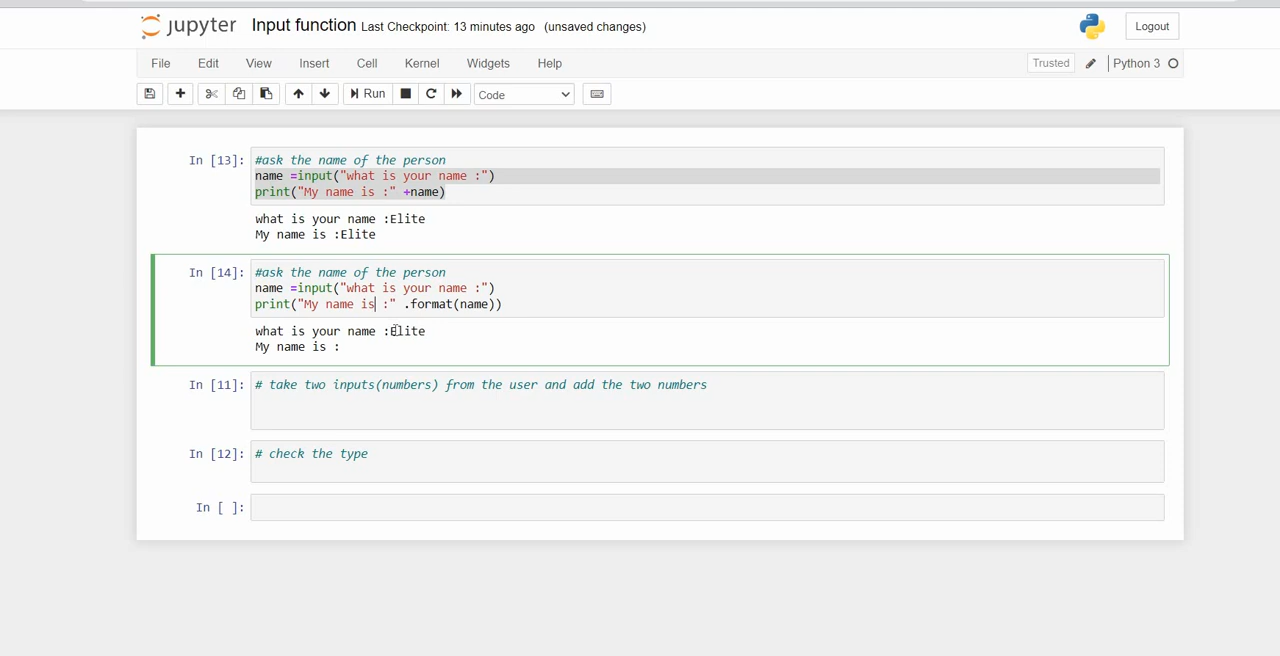 jupyter Input function Last Checkpoint: 13 minutes ago (unsaved changes) Logout
File Edit View Insert Cell Kernel Widgets Help Trusted Python 3
Run Code
In [13]: #ask the name of the person
name =input("what is your name :")
print("My name is :" +name)
what is your name :Elite
My name is :Elite
In [14]: #ask the name of the person
name =input("what is your name :")
print("My name is :" .format(name))
what is your name :Elite
My name is :
In [11]: # take two inputs(numbers) from the user and add the two numbers
In [12]: # check the type
In [ ]: